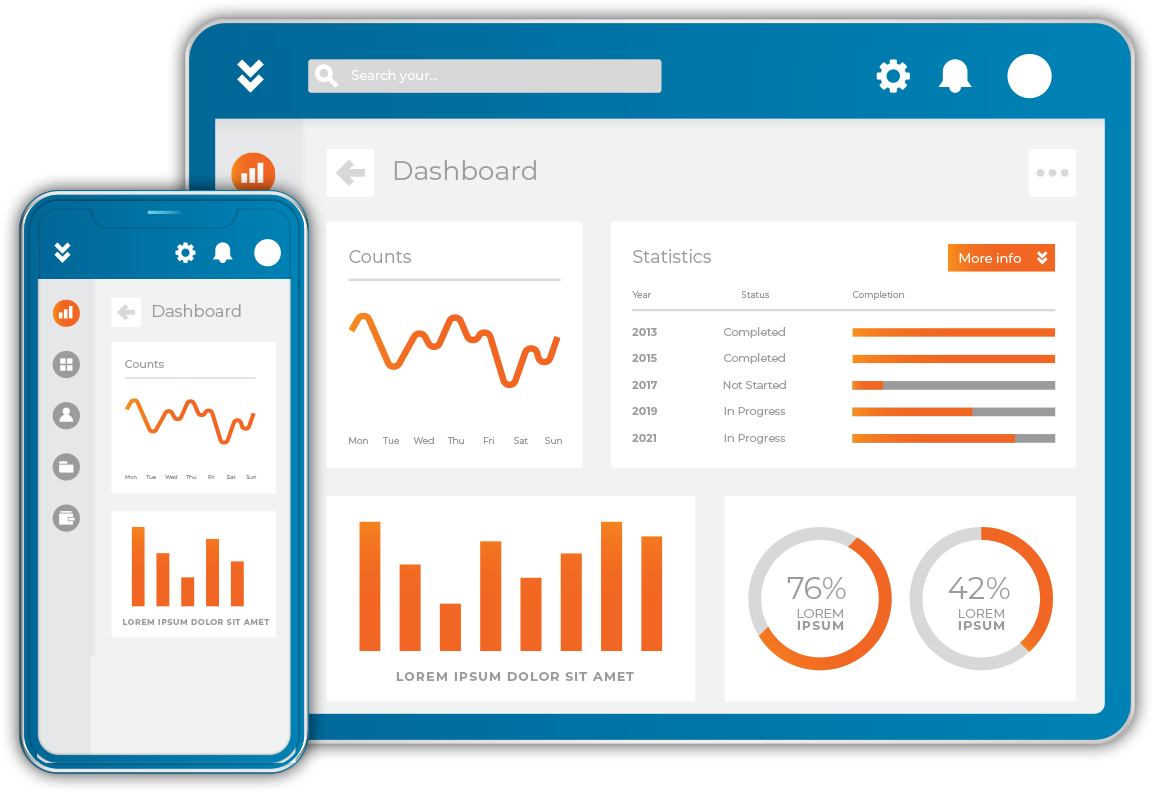 Search your...
Dashboard
Counts
Mon Tue Wed Thu Fri Sat Sun
Statistics
More info
Year Status Completion
2013 Completed
2015 Completed
2017 Not Started
2019 In Progress
2021 In Progress
LOREM IPSUM DOLOR SIT AMET
76%
LOREM
IPSUM
42%
LOREM
IPSUM
Dashboard
Counts
Mon Tue Wed Thu Fri Sat Sun
LOREM IPSUM DOLOR SIT AMET